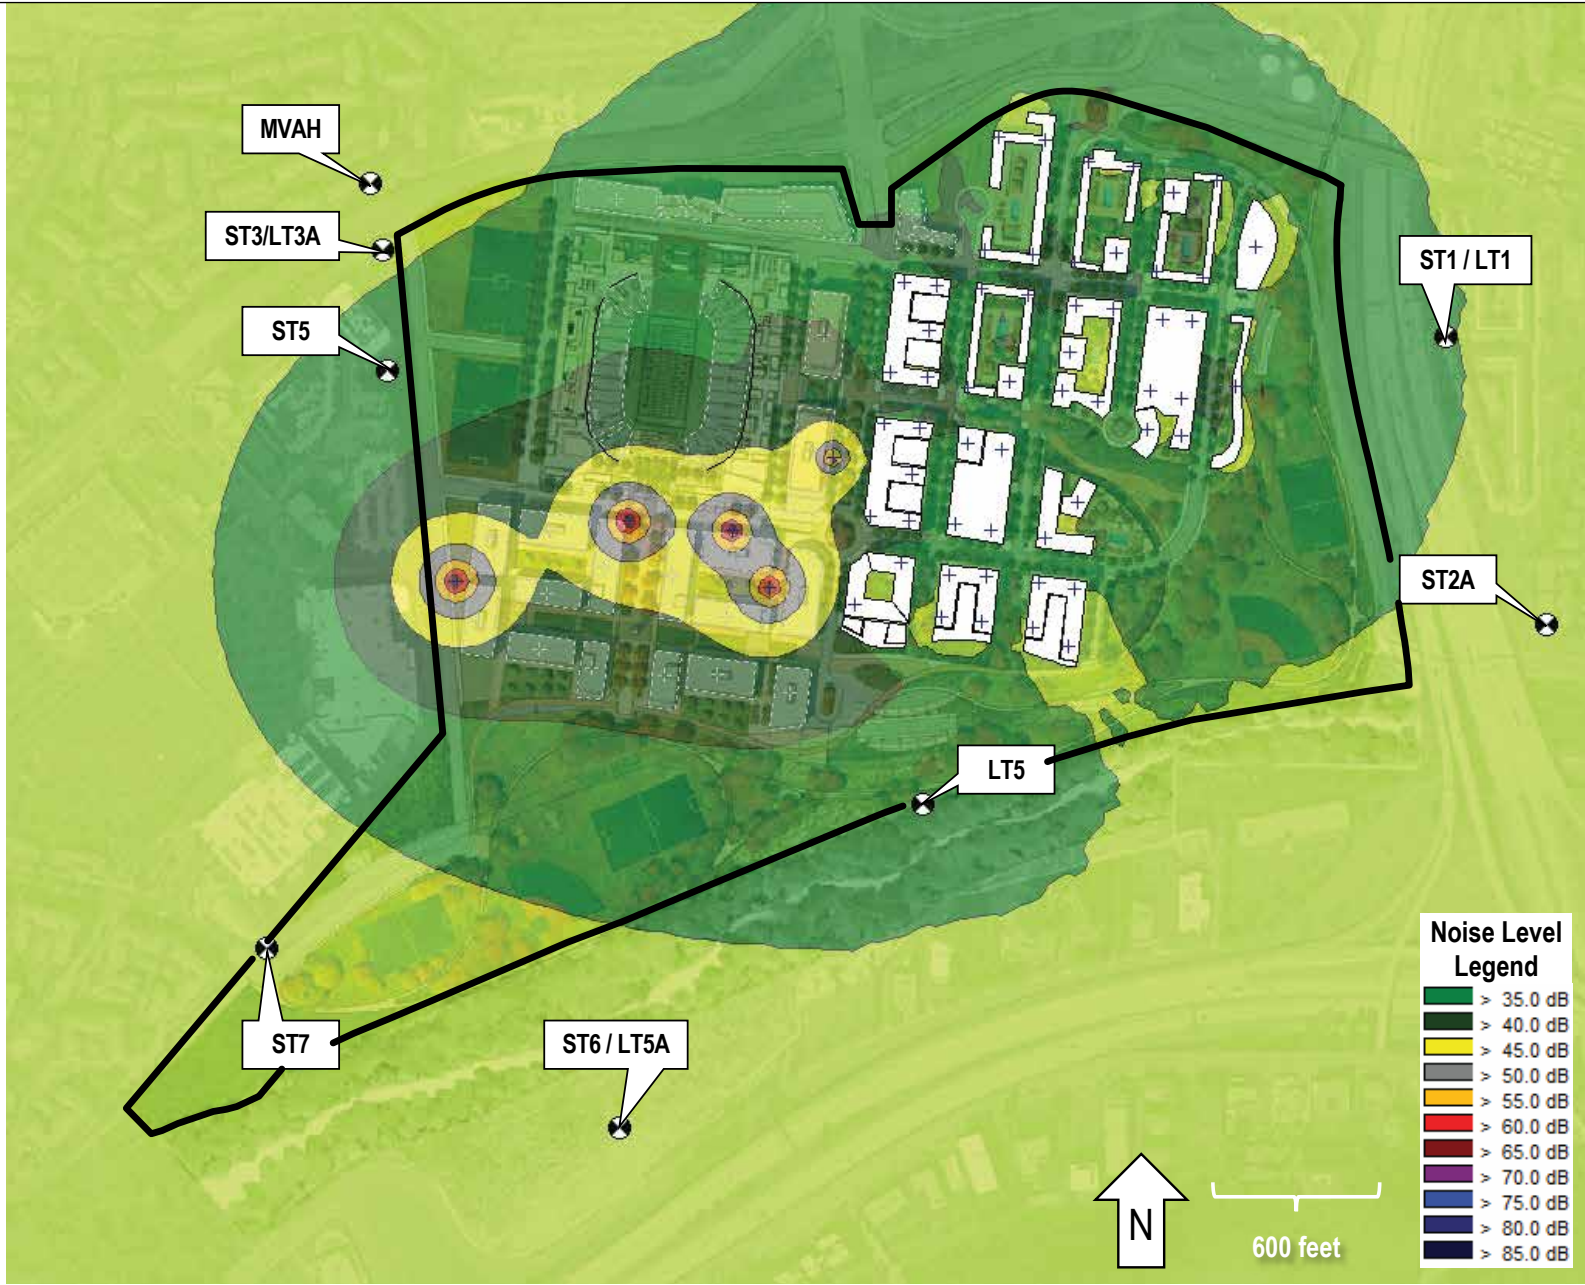 MVAH
ST3/LT3A
ST5
ST1 / LT1
ST2A
LT5
ST7
ST6 / LT5A
N
600 feet
Noise Level
Legend
> 35.0 dB
> 40.0 dB
> 45.0 dB
> 50.0 dB
> 55.0 dB
> 60.0 dB
> 65.0 dB
> 70.0 dB
> 75.0 dB
> 80.0 dB
> 85.0 dB